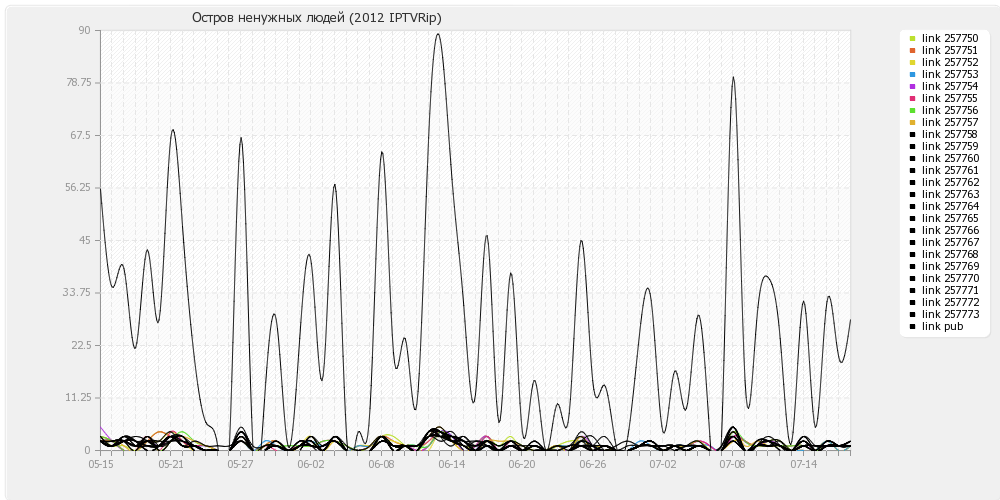 Остров ненужных людей (2012 IPTVRip)
90
78.75
67.5
56.25
45
33.75
22.5
11.25
0
05-15
05-21
05-27
06-02
06-08
06-14
06-20
06-26
07-02
07-08
07-14
link 257750
link 257751
link 257752
link 257753
link 257754
link 257755
link 257756
link 257757
link 257758
link 257759
link 257760
link 257761
link 257762
link 257763
link 257764
link 257765
link 257766
link 257767
link 257768
link 257769
link 257770
link 257771
link 257772
link 257773
link pub